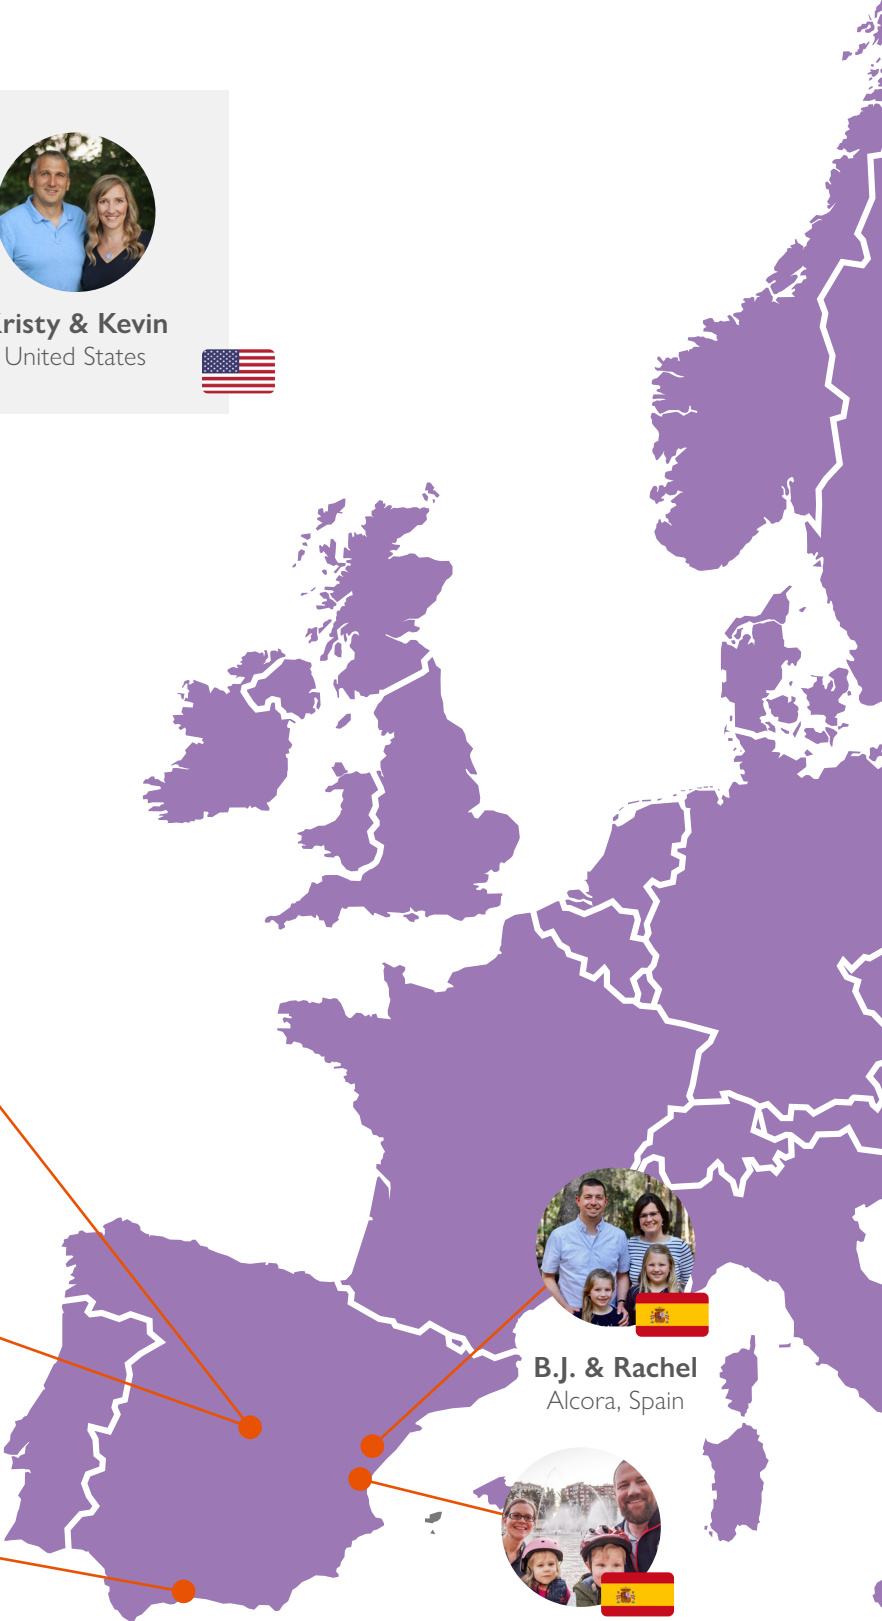 risty & Kevin
United States
B.J. & Rachel
Alcora, Spain